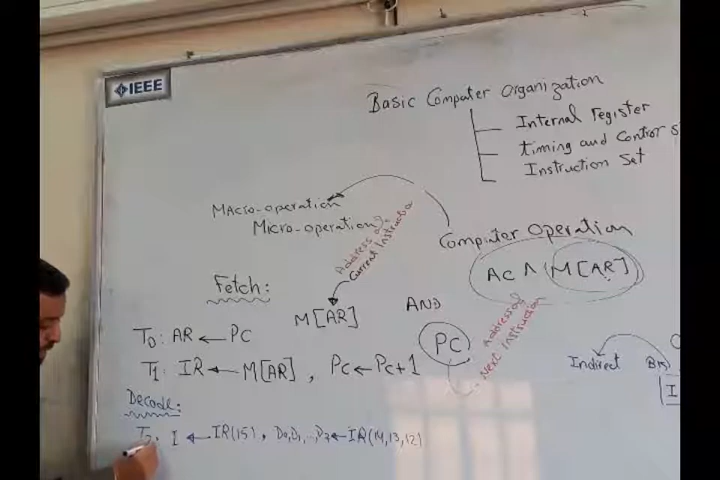 IEEE
Basic Computer Organization
Internal Register
timing and Control
Instruction Set
Macro-operation
Micro-operation
Address of
Current Instruction
Computer Operation
AC ∧ M[AR]
Fetch:
M[AR]
AND
Address of
Next Instruction
T0: AR ← PC
PC
T1: IR ← M[AR] , PC ← PC+1
Indirect
I
Decode:
T2: I ← IR(15), D0,D1,...,D7 ← IR(14,13,12)